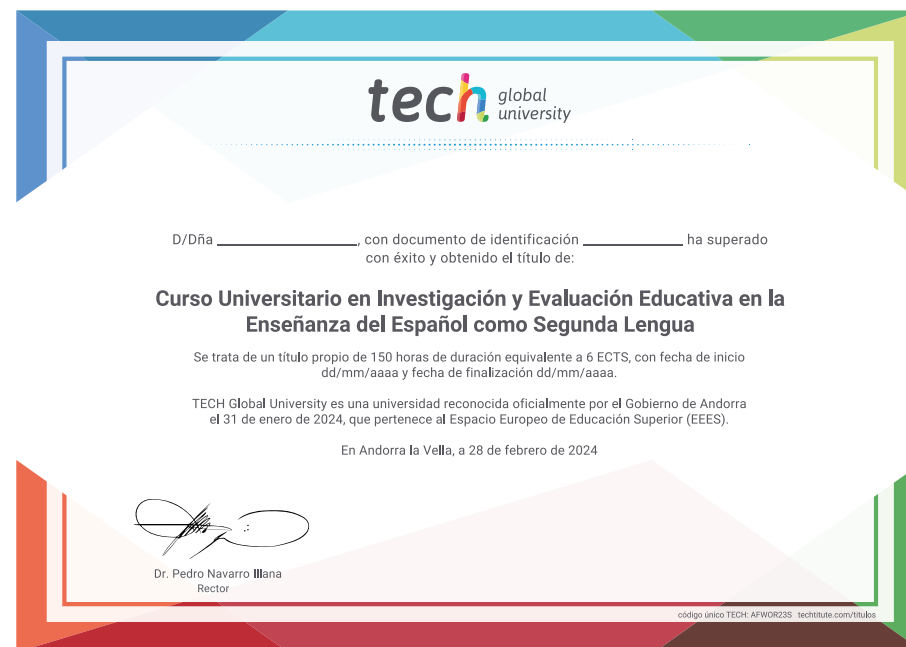 tech global university
D/Dña ____________________, con documento de identificación ______________ ha superado
con éxito y obtenido el título de:
Curso Universitario en Investigación y Evaluación Educativa en la
Enseñanza del Español como Segunda Lengua
Se trata de un título propio de 150 horas de duración equivalente a 6 ECTS, con fecha de inicio
dd/mm/aaaa y fecha de finalización dd/mm/aaaa.
TECH Global University es una universidad reconocida oficialmente por el Gobierno de Andorra
el 31 de enero de 2024, que pertenece al Espacio Europeo de Educación Superior (EEES).
En Andorra la Vella, a 28 de febrero de 2024
Dr. Pedro Navarro Illana
Rector
código único TECH: AFWOR23S techtitute.com/titulos